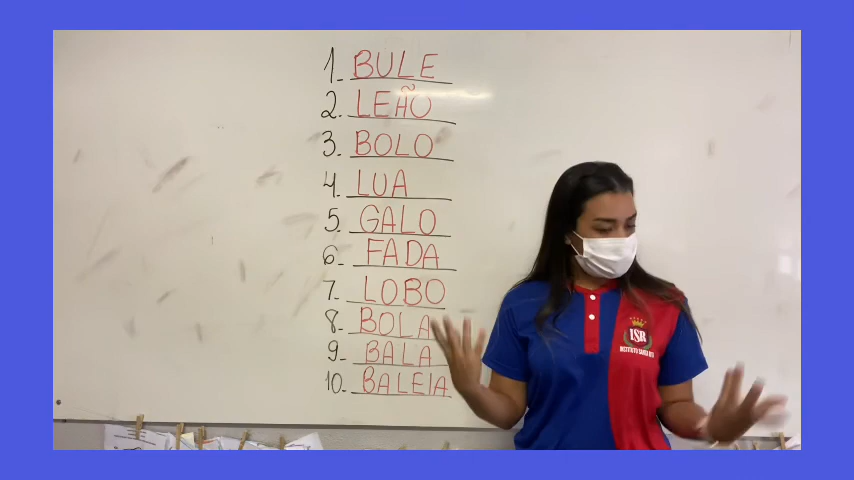 1- BULE
2- LEÃO
3- BOLO
4- LUA
5- GALO
6- FADA
7- LOBO
8- BOLA
9- BALA
10- BALEIA
ISR